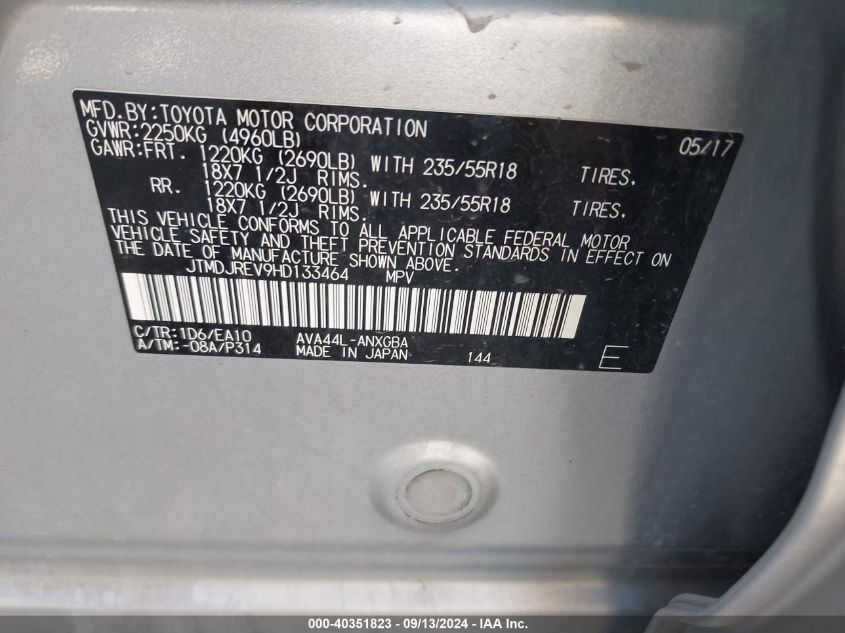 MFD.BY:TOYOTA MOTOR CORPORATION 05/17
GVWR:2250KG (4960LB)
GAWR:FRT. 1220KG (2690LB) WITH 235/55R18 TIRES,
18X7 1/2J RIMS.
RR. 1220KG (2690LB) WITH 235/55R18 TIRES,
18X7 1/2J RIMS.
THIS VEHICLE CONFORMS TO ALL APPLICABLE FEDERAL MOTOR
VEHICLE SAFETY AND THEFT PREVENTION STANDARDS IN EFFECT ON
THE DATE OF MANUFACTURE SHOWN ABOVE.
JTMDJREV9HD133464 MPV
C/TR:1D6/EA10 AVA44L-ANXGBA
A/TM:-08A/P314 MADE IN JAPAN 144 E
000-40351823 - 09/13/2024 - IAA Inc.